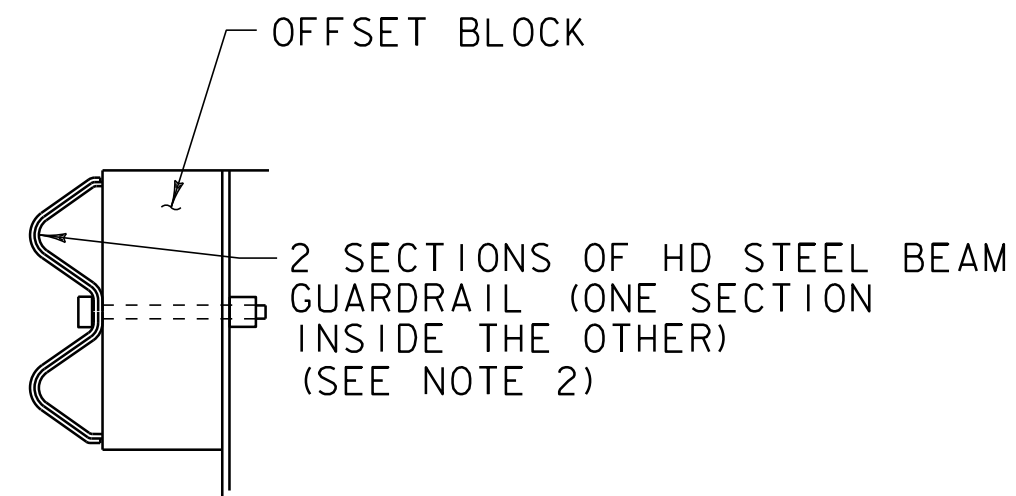 OFFSET BLOCK
2 SECTIONS OF HD STEEL BEAM
GUARDRAIL (ONE SECTION
INSIDE THE OTHER)
(SEE NOTE 2)